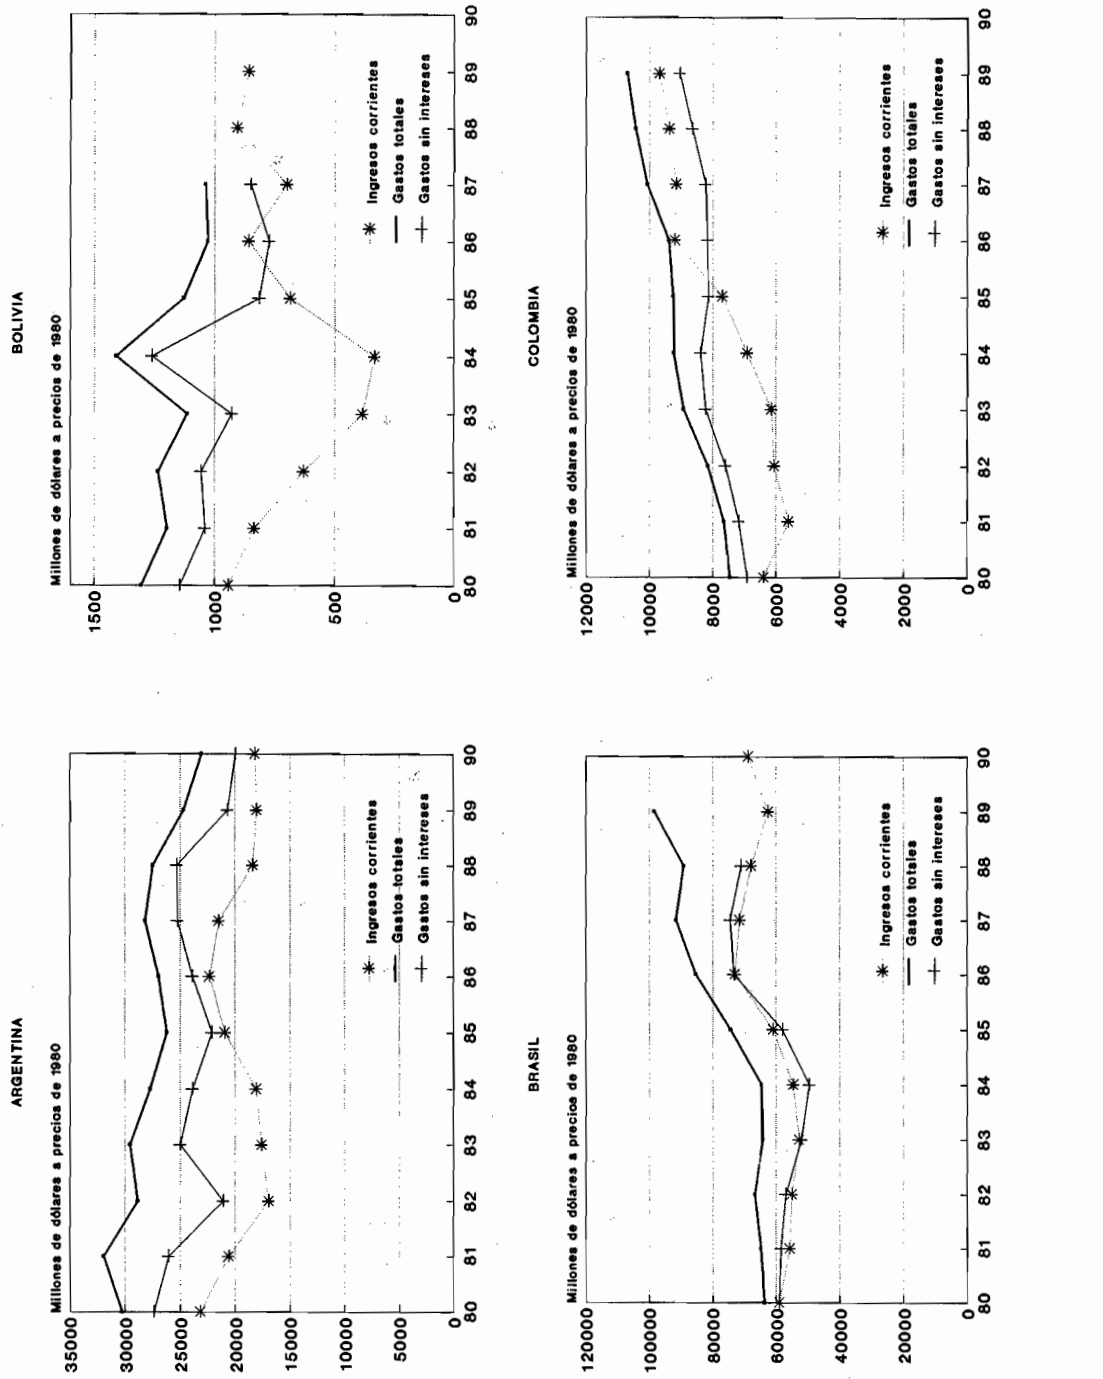 ARGENTINA
Millones de dólares a precios de 1980
35000
30000
25000
20000
15000
10000
5000
0
80 81 82 83 84 85 86 87 88 89 90
Ingresos corrientes
Gastos totales
Gastos sin intereses
BOLIVIA
Millones de dólares a precios de 1980
1500
1000
500
0
80 81 82 83 84 85 86 87 88 89 90
Ingresos corrientes
Gastos totales
Gastos sin intereses
BRASIL
Millones de dólares a precios de 1980
120000
100000
80000
60000
40000
20000
0
80 81 82 83 84 85 86 87 88 89 90
Ingresos corrientes
Gastos totales
Gastos sin intereses
COLOMBIA
Millones de dólares a precios de 1980
12000
10000
8000
6000
4000
2000
0
80 81 82 83 84 85 86 87 88 89 90
Ingresos corrientes
Gastos totales
Gastos sin intereses